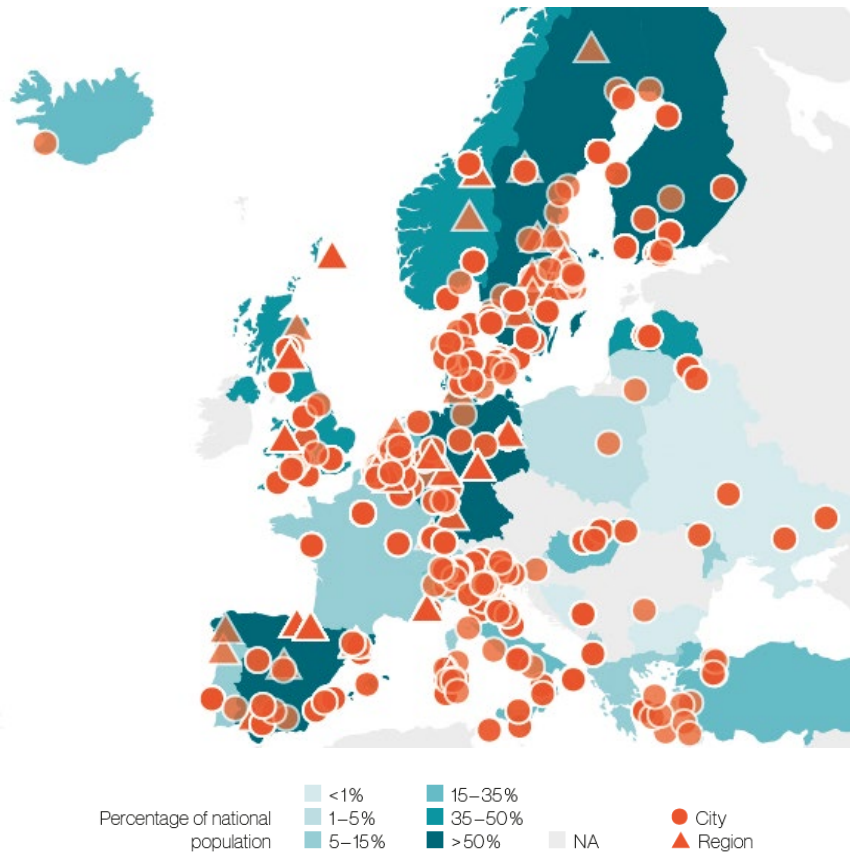 Percentage of national
population
<1%
1–5%
5–15%
15–35%
35–50%
>50%
NA
City
Region